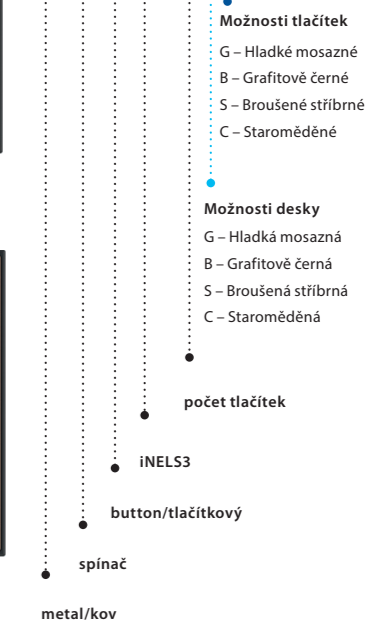 Možnosti tlačítek
G – Hladké mosazné
B – Grafitově černé
S – Broušené stříbrné
C – Staroměděné
Možnosti desky
G – Hladká mosazná
B – Grafitově černá
S – Broušená stříbrná
C – Staroměděná
počet tlačítek
iNELS3
button/tlačítkový
spínač
metal/kov